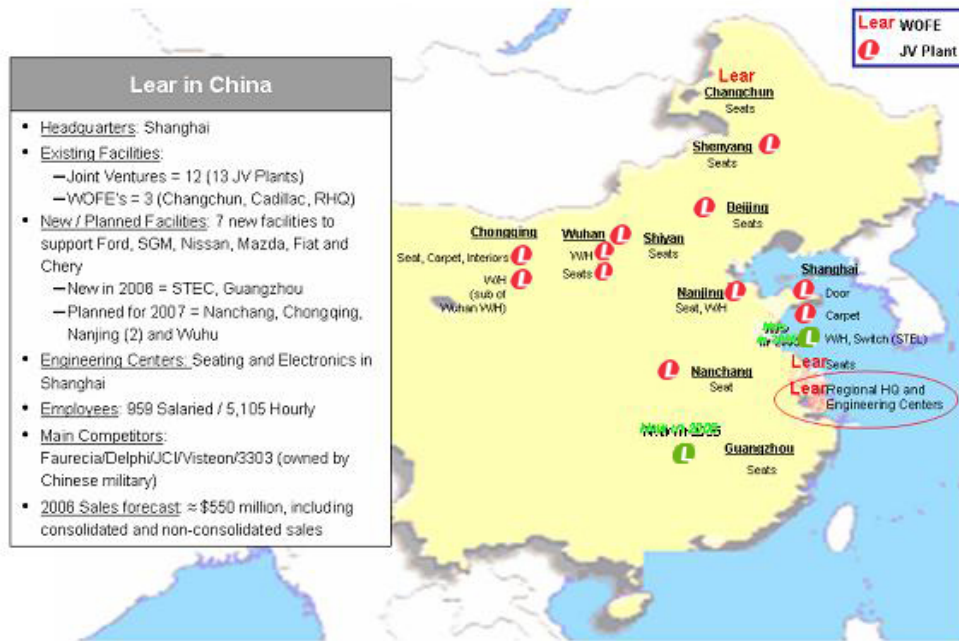 Lear in China
• Headquarters: Shanghai
• Existing Facilities:
—Joint Ventures = 12 (13 JV Plants)
—WOFE's = 3 (Changchun, Cadillac, RHQ)
• New / Planned Facilities: 7 new facilities to
support Ford, SGM, Nissan, Mazda, Fiat and
Chery
—New in 2006 = STEC, Guangzhou
—Planned for 2007 = Nanchang, Chongqing,
Nanjing (2) and Wuhu
• Engineering Centers: Seating and Electronics in
Shanghai
• Employees: 959 Salaried / 5,105 Hourly
• Main Competitors:
Faurecia/Delphi/JCI/Visteon/3303 (owned by
Chinese military)
• 2006 Sales forecast: ≈ $550 million, including
consolidated and non-consolidated sales
Lear WOFE
L JV Plant
Lear
Changchun
Seats
Shenyang L
Seats
L Beijing
Seats
Chongqing
Seat, Carpet, Interiors L
W/H L
(sub of
Wuhan W/H)
Wuhan
W/H L
Seats L
L Shiyan
Seats
Nanjing L
Seat, W/H
Shanghai
L Door
L Carpet
L W/H, Switch (STEL)
Lear Seats
Lear Regional HQ and
Engineering Centers
L Nanchang
Seat
New in 2006
L Guangzhou
Seats